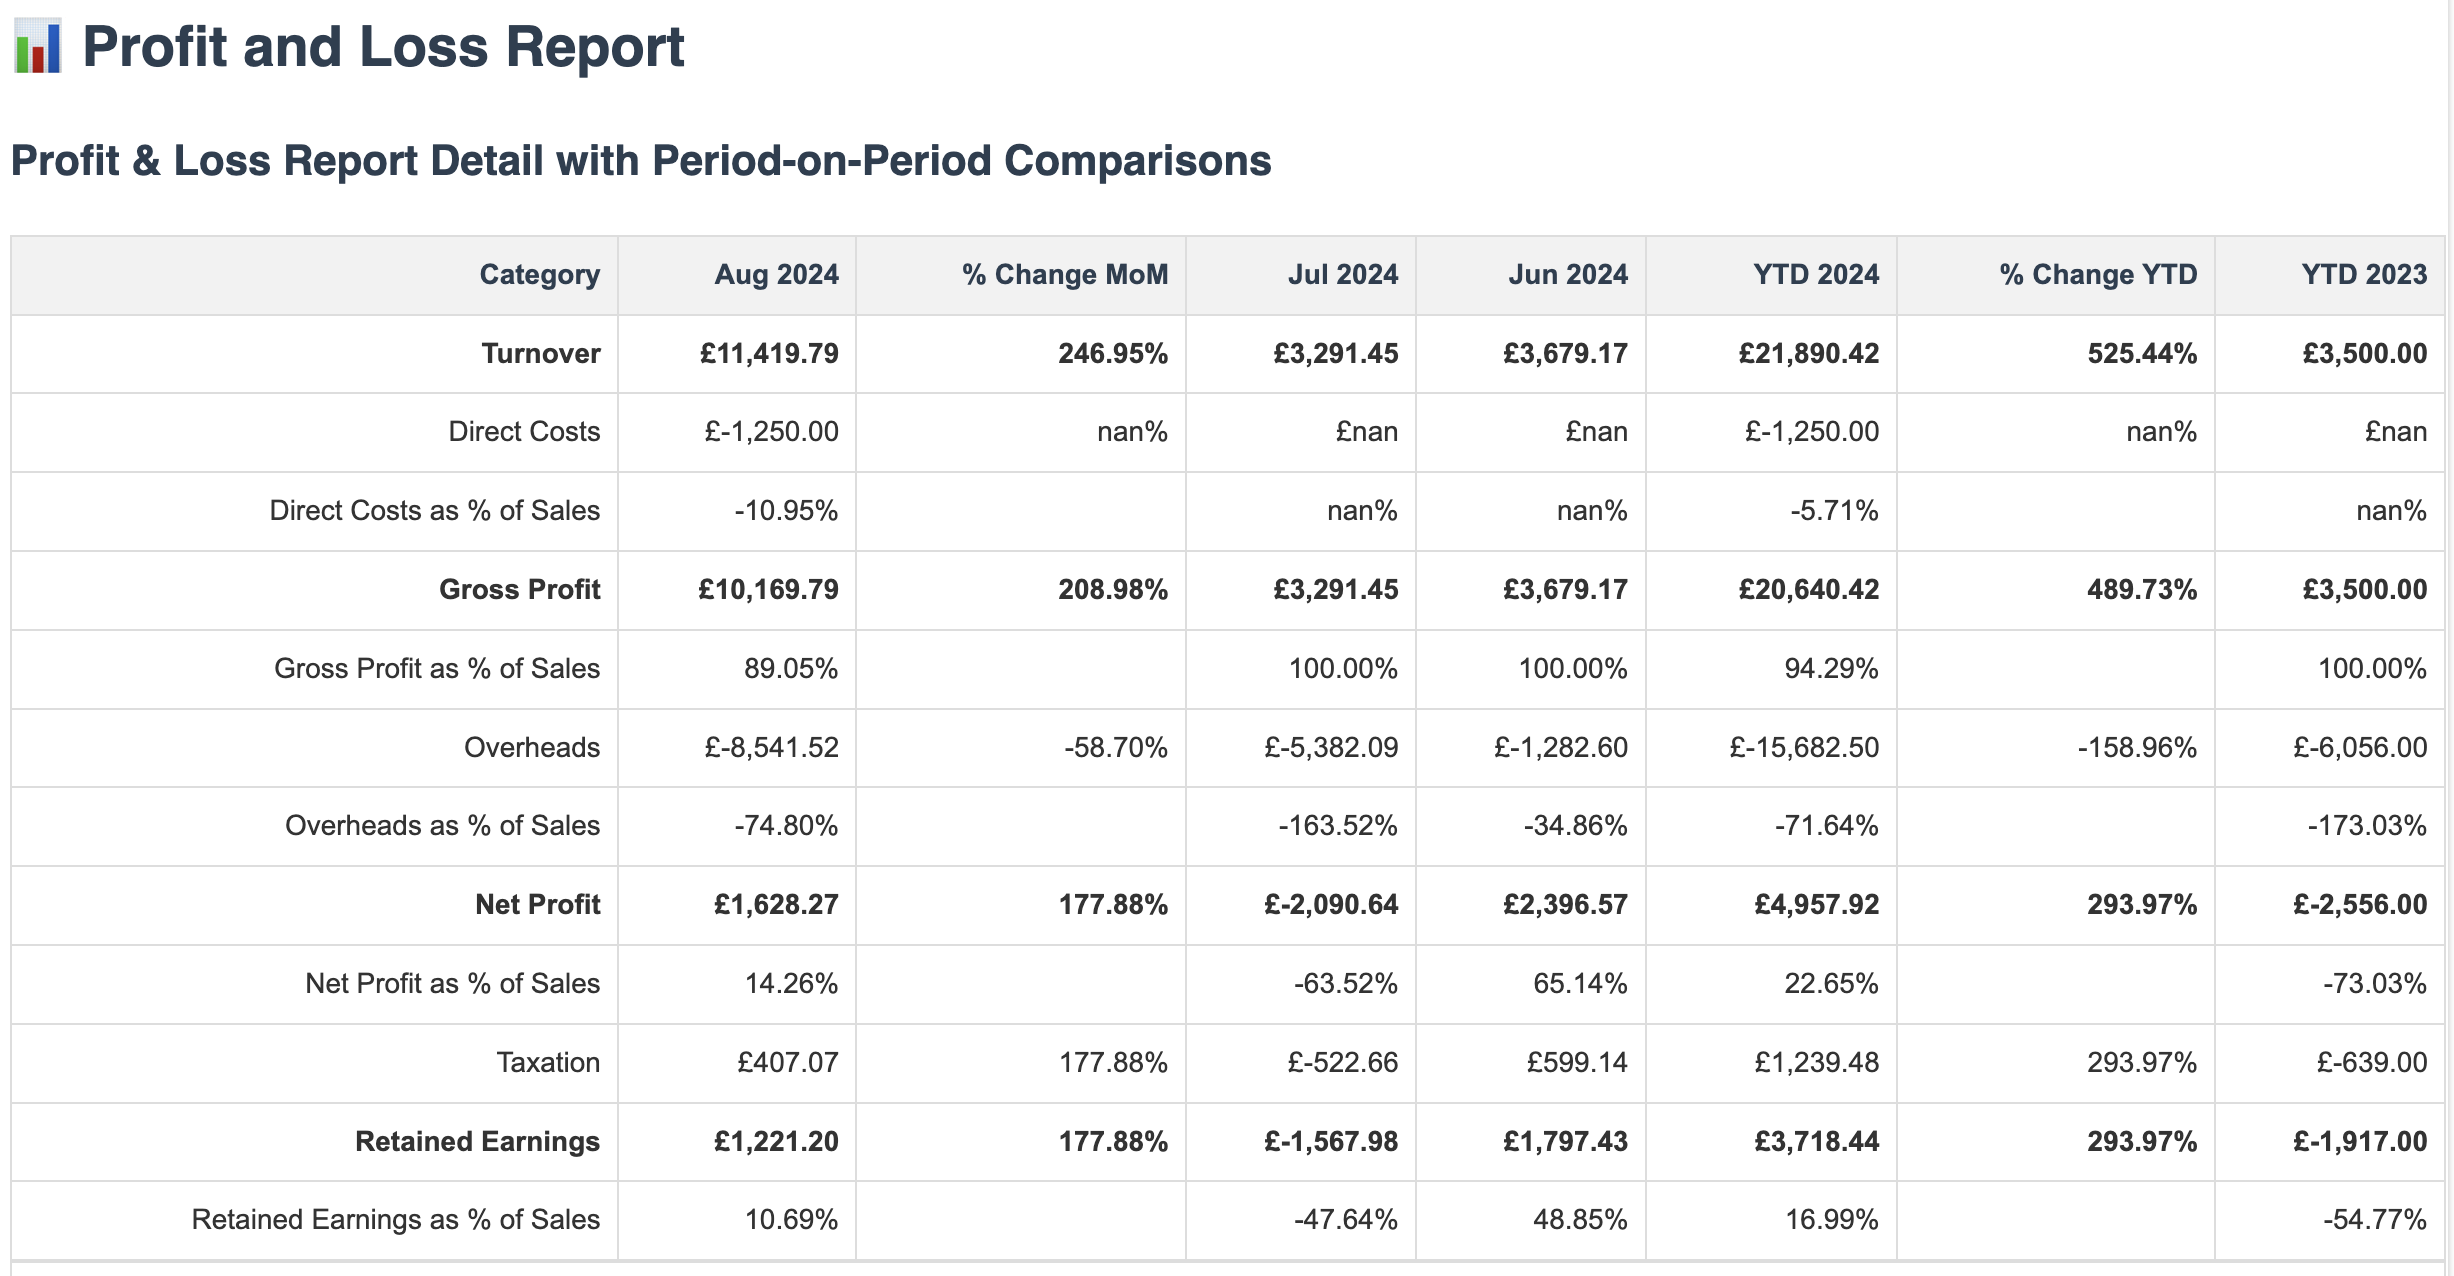 📊 Profit and Loss Report
Profit & Loss Report Detail with Period-on-Period Comparisons
Category Aug 2024 % Change MoM Jul 2024 Jun 2024 YTD 2024 % Change YTD YTD 2023
Turnover £11,419.79 246.95% £3,291.45 £3,679.17 £21,890.42 525.44% £3,500.00
Direct Costs £-1,250.00 nan% £nan £nan £-1,250.00 nan% £nan
Direct Costs as % of Sales -10.95% nan% nan% -5.71% nan%
Gross Profit £10,169.79 208.98% £3,291.45 £3,679.17 £20,640.42 489.73% £3,500.00
Gross Profit as % of Sales 89.05% 100.00% 100.00% 94.29% 100.00%
Overheads £-8,541.52 -58.70% £-5,382.09 £-1,282.60 £-15,682.50 -158.96% £-6,056.00
Overheads as % of Sales -74.80% -163.52% -34.86% -71.64% -173.03%
Net Profit £1,628.27 177.88% £-2,090.64 £2,396.57 £4,957.92 293.97% £-2,556.00
Net Profit as % of Sales 14.26% -63.52% 65.14% 22.65% -73.03%
Taxation £407.07 177.88% £-522.66 £599.14 £1,239.48 293.97% £-639.00
Retained Earnings £1,221.20 177.88% £-1,567.98 £1,797.43 £3,718.44 293.97% £-1,917.00
Retained Earnings as % of Sales 10.69% -47.64% 48.85% 16.99% -54.77%